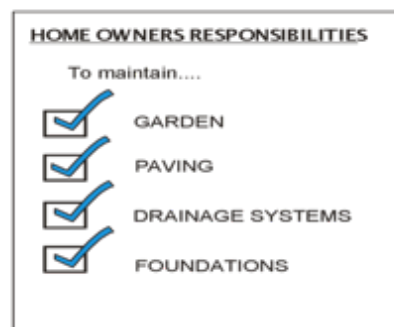 HOME OWNERS RESPONSIBILITIES
To maintain....
GARDEN
PAVING
DRAINAGE SYSTEMS
FOUNDATIONS